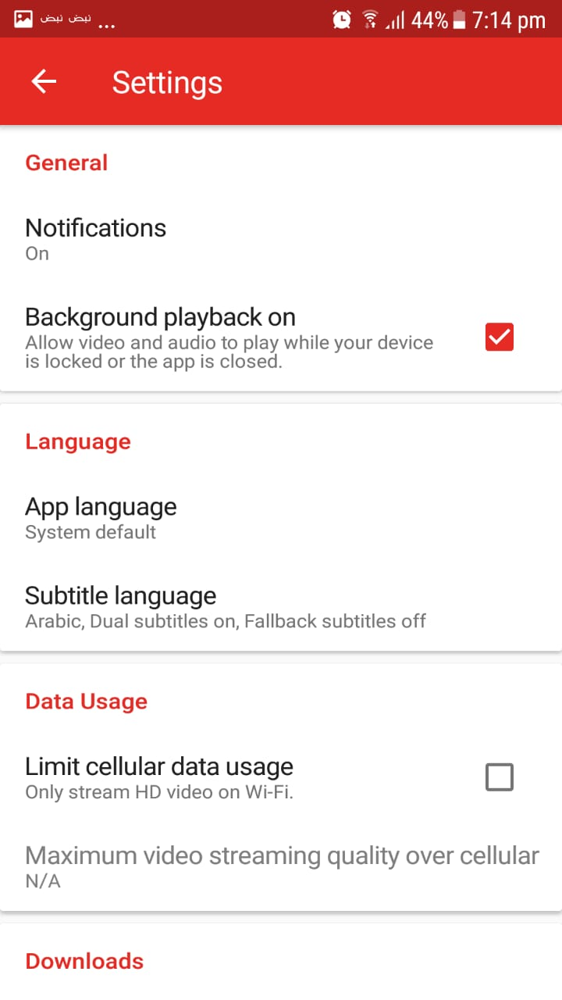 نبض نبض ... 44% 7:14 pm
Settings
General
Notifications
On
Background playback on
Allow video and audio to play while your device
is locked or the app is closed.
Language
App language
System default
Subtitle language
Arabic, Dual subtitles on, Fallback subtitles off
Data Usage
Limit cellular data usage
Only stream HD video on Wi-Fi.
Maximum video streaming quality over cellular
N/A
Downloads